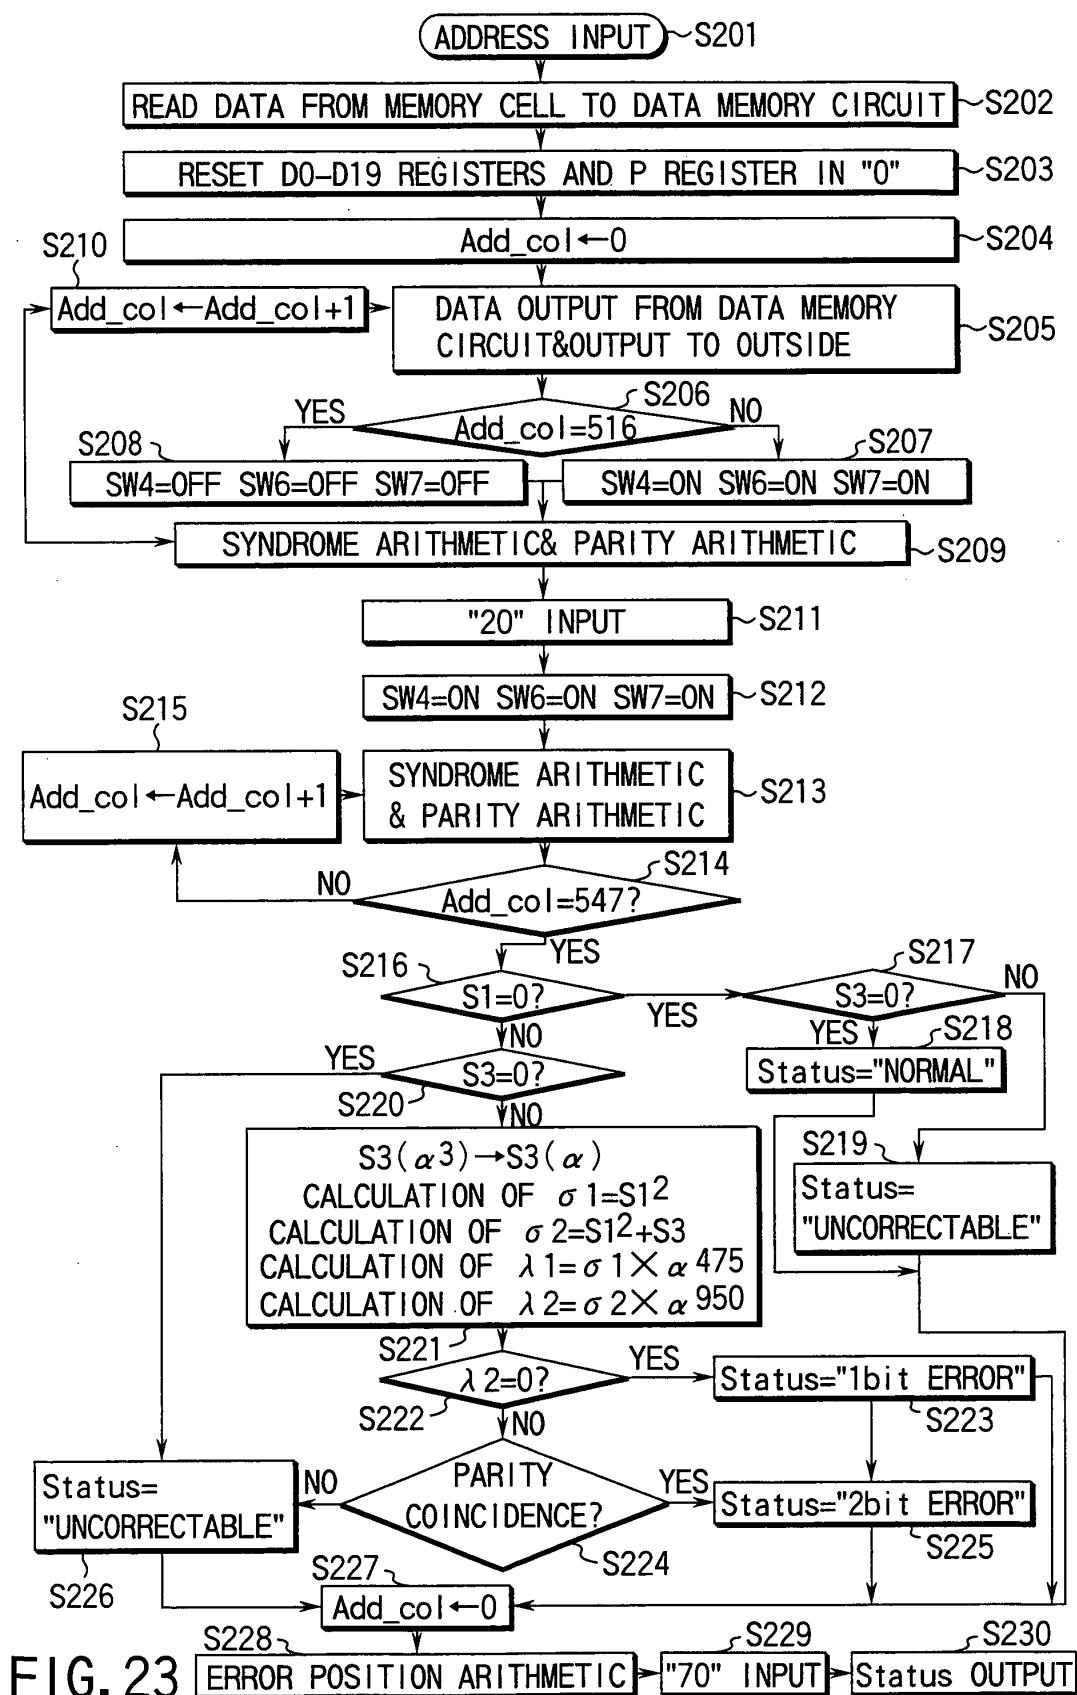 ADDRESS INPUT
S201
READ DATA FROM MEMORY CELL TO DATA MEMORY CIRCUIT
S202
RESET D0-D19 REGISTERS AND P REGISTER IN "0"
S203
Add_col←0
S204
S210
Add_col←Add_col+1
DATA OUTPUT FROM DATA MEMORY
CIRCUIT&OUTPUT TO OUTSIDE
S205
S206
YES
Add_col=516
NO
S208
S207
SW4=OFF SW6=OFF SW7=OFF
SW4=ON SW6=ON SW7=ON
SYNDROME ARITHMETIC& PARITY ARITHMETIC
S209
"20" INPUT
S211
SW4=ON SW6=ON SW7=ON
S212
S215
Add_col←Add_col+1
SYNDROME ARITHMETIC
& PARITY ARITHMETIC
S213
S214
NO
Add_col=547?
YES
S216
S1=0?
YES
S217
S3=0?
NO
NO
YES
S218
Status="NORMAL"
YES
S3=0?
S220
NO
S3(α³)→S3(α)
CALCULATION OF σ1=S1²
CALCULATION OF σ2=S1²+S3
CALCULATION OF λ1=σ1×α⁴⁷⁵
CALCULATION OF λ2=σ2×α⁹⁵⁰
S221
S219
Status=
"UNCORRECTABLE"
λ2=0?
YES
S222
Status="1bit ERROR"
S223
NO
PARITY
COINCIDENCE?
S224
YES
Status="2bit ERROR"
S225
NO
Status=
"UNCORRECTABLE"
S226
S227
Add_col←0
S228
ERROR POSITION ARITHMETIC
S229
"70" INPUT
S230
Status OUTPUT
FIG. 23